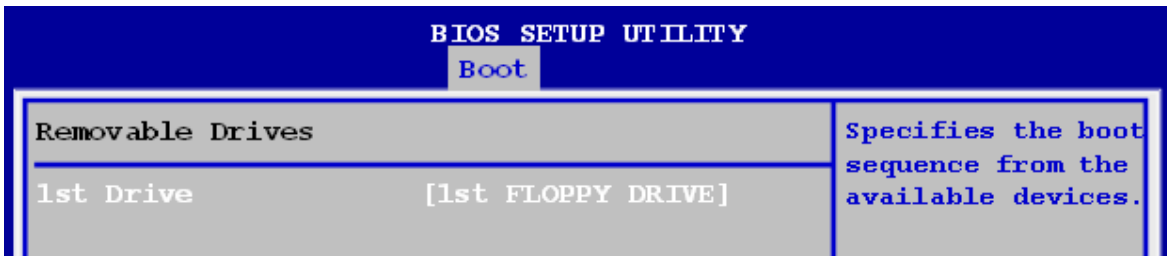 BIOS SETUP UTILITY
Boot
Removable Drives
1st Drive [1st FLOPPY DRIVE]
Specifies the boot
sequence from the
available devices.